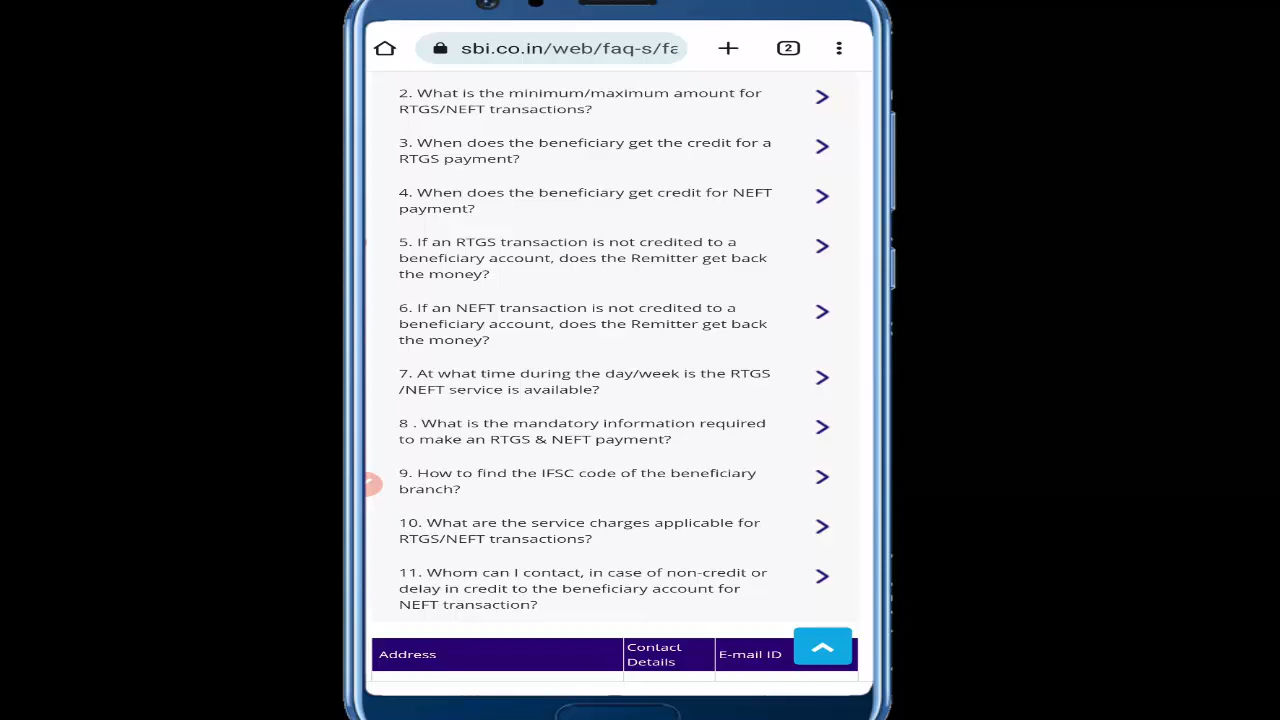 sbi.co.in/web/faq-s/fa
2
2. What is the minimum/maximum amount for
RTGS/NEFT transactions?
3. When does the beneficiary get the credit for a
RTGS payment?
4. When does the beneficiary get credit for NEFT
payment?
5. If an RTGS transaction is not credited to a
beneficiary account, does the Remitter get back
the money?
6. If an NEFT transaction is not credited to a
beneficiary account, does the Remitter get back
the money?
7. At what time during the day/week is the RTGS
/NEFT service is available?
8 . What is the mandatory information required
to make an RTGS & NEFT payment?
9. How to find the IFSC code of the beneficiary
branch?
10. What are the service charges applicable for
RTGS/NEFT transactions?
11. Whom can I contact, in case of non-credit or
delay in credit to the beneficiary account for
NEFT transaction?
Address
Contact
Details
E-mail ID